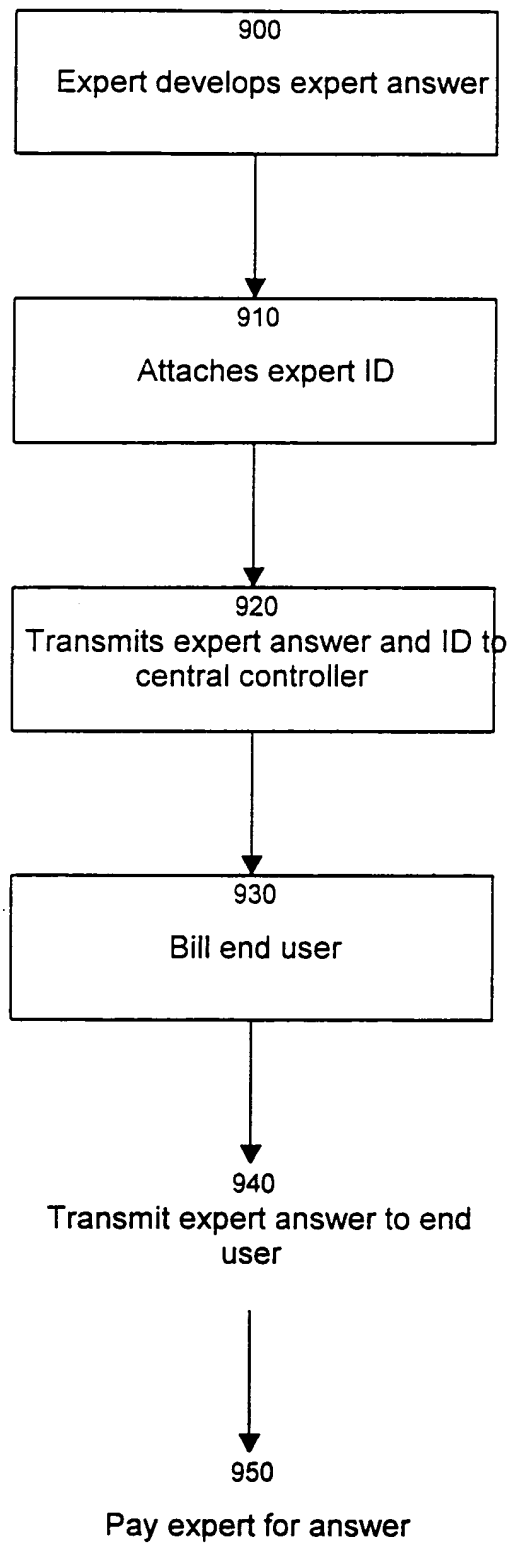 900
Expert develops expert answer
910
Attaches expert ID
920
Transmits expert answer and ID to
central controller
930
Bill end user
940
Transmit expert answer to end
user
950
Pay expert for answer